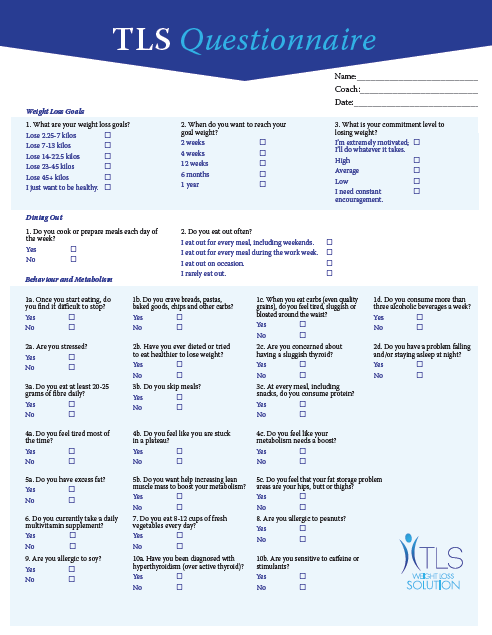 TLS Questionnaire
Name:
Coach:
Date:
Weight Loss Goals
1. What are your weight loss goals?
Lose 2.25-7 kilos
Lose 7-13 kilos
Lose 14-22.5 kilos
Lose 23-45 kilos
Lose 45+ kilos
I just want to be healthy.
2. When do you want to reach your
goal weight?
2 weeks
4 weeks
12 weeks
6 months
1 year
3. What is your commitment level to
losing weight?
I'm extremely motivated;
I'll do whatever it takes.
High
Average
Low
I need constant
encouragement.
Dining Out
1. Do you cook or prepare meals each day of
the week?
Yes
No
2. Do you eat out often?
I eat out for every meal, including weekends.
I eat out for every meal during the work week.
I eat out on occasion.
I rarely eat out.
Behaviour and Metabolism
1a. Once you start eating, do
you find it difficult to stop?
Yes
No
1b. Do you crave breads, pastas,
baked goods, chips and other carbs?
Yes
No
1c. When you eat carbs (even quality
grains), do you feel tired, sluggish or
bloated around the waist?
Yes
No
1d. Do you consume more than
three alcoholic beverages a week?
Yes
No
2a. Are you stressed?
Yes
No
2b. Have you ever dieted or tried
to eat healthier to lose weight?
Yes
No
2c. Are you concerned about
having a sluggish thyroid?
Yes
No
2d. Do you have a problem falling
and/or staying asleep at night?
Yes
No
3a. Do you eat at least 20-25
grams of fibre daily?
Yes
No
3b. Do you skip meals?
Yes
No
3c. At every meal, including
snacks, do you consume protein?
Yes
No
4a. Do you feel tired most of
the time?
Yes
No
4b. Do you feel like you are stuck
in a plateau?
Yes
No
4c. Do you feel like your
metabolism needs a boost?
Yes
No
5a. Do you have excess fat?
Yes
No
5b. Do you want help increasing lean
muscle mass to boost your metabolism?
Yes
No
5c. Do you feel that your fat storage problem
areas are your hips, butt or thighs?
Yes
No
6. Do you currently take a daily
multivitamin supplement?
Yes
No
7. Do you eat 8-12 cups of fresh
vegetables every day?
Yes
No
8. Are you allergic to peanuts?
Yes
No
9. Are you allergic to soy?
Yes
No
10a. Have you been diagnosed with
hyperthyroidism (over active thyroid)?
Yes
No
10b. Are you sensitive to caffeine or
stimulants?
Yes
No
TLS
WEIGHT LOSS
SOLUTION